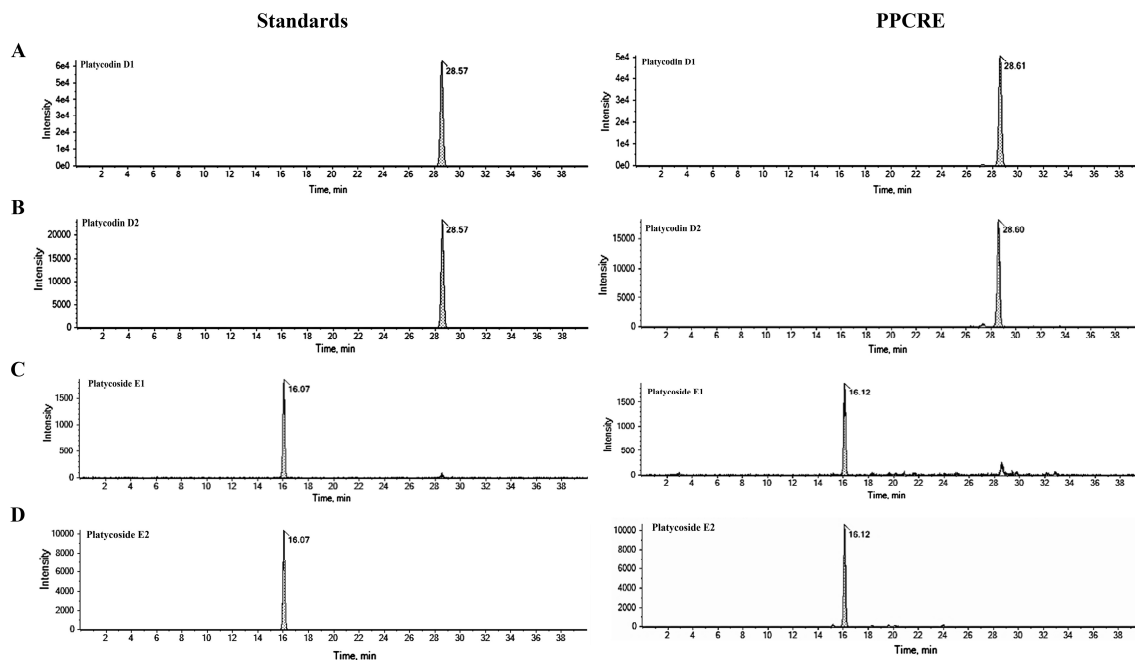 Standards
PPCRE
A
Platycodin D1
6e4
5e4
4e4
3e4
2e4
1e4
0e0
Intensity
28.57
2 4 6 8 10 12 14 16 18 20 22 24 26 28 30 32 34 36 38
Time, min
Platycodin D1
5e4
4e4
3e4
2e4
1e4
0e0
Intensity
28.61
2 4 6 8 10 12 14 16 18 20 22 24 26 28 30 32 34 36 38
Time, min
B
Platycodin D2
20000
15000
10000
5000
0
Intensity
28.57
2 4 6 8 10 12 14 16 18 20 22 24 26 28 30 32 34 36 38
Time, min
Platycodin D2
15000
10000
5000
0
Intensity
28.60
2 4 6 8 10 12 14 16 18 20 22 24 26 28 30 32 34 36 38
Time, min
C
Platycoside E1
1500
1000
500
0
Intensity
16.07
2 4 6 8 10 12 14 16 18 20 22 24 26 28 30 32 34 36 38
Time, min
Platycoside E1
1500
1000
500
0
Intensity
16.12
2 4 6 8 10 12 14 16 18 20 22 24 26 28 30 32 34 36 38
Time, min
D
Platycoside E2
10000
8000
6000
4000
2000
0
Intensity
16.07
2 4 6 8 10 12 14 16 18 20 22 24 26 28 30 32 34 36 38
Time, min
Platycoside E2
10000
8000
6000
4000
2000
0
Intensity
16.12
2 4 6 8 10 12 14 16 18 20 22 24 26 28 30 32 34 36 38
Time, min